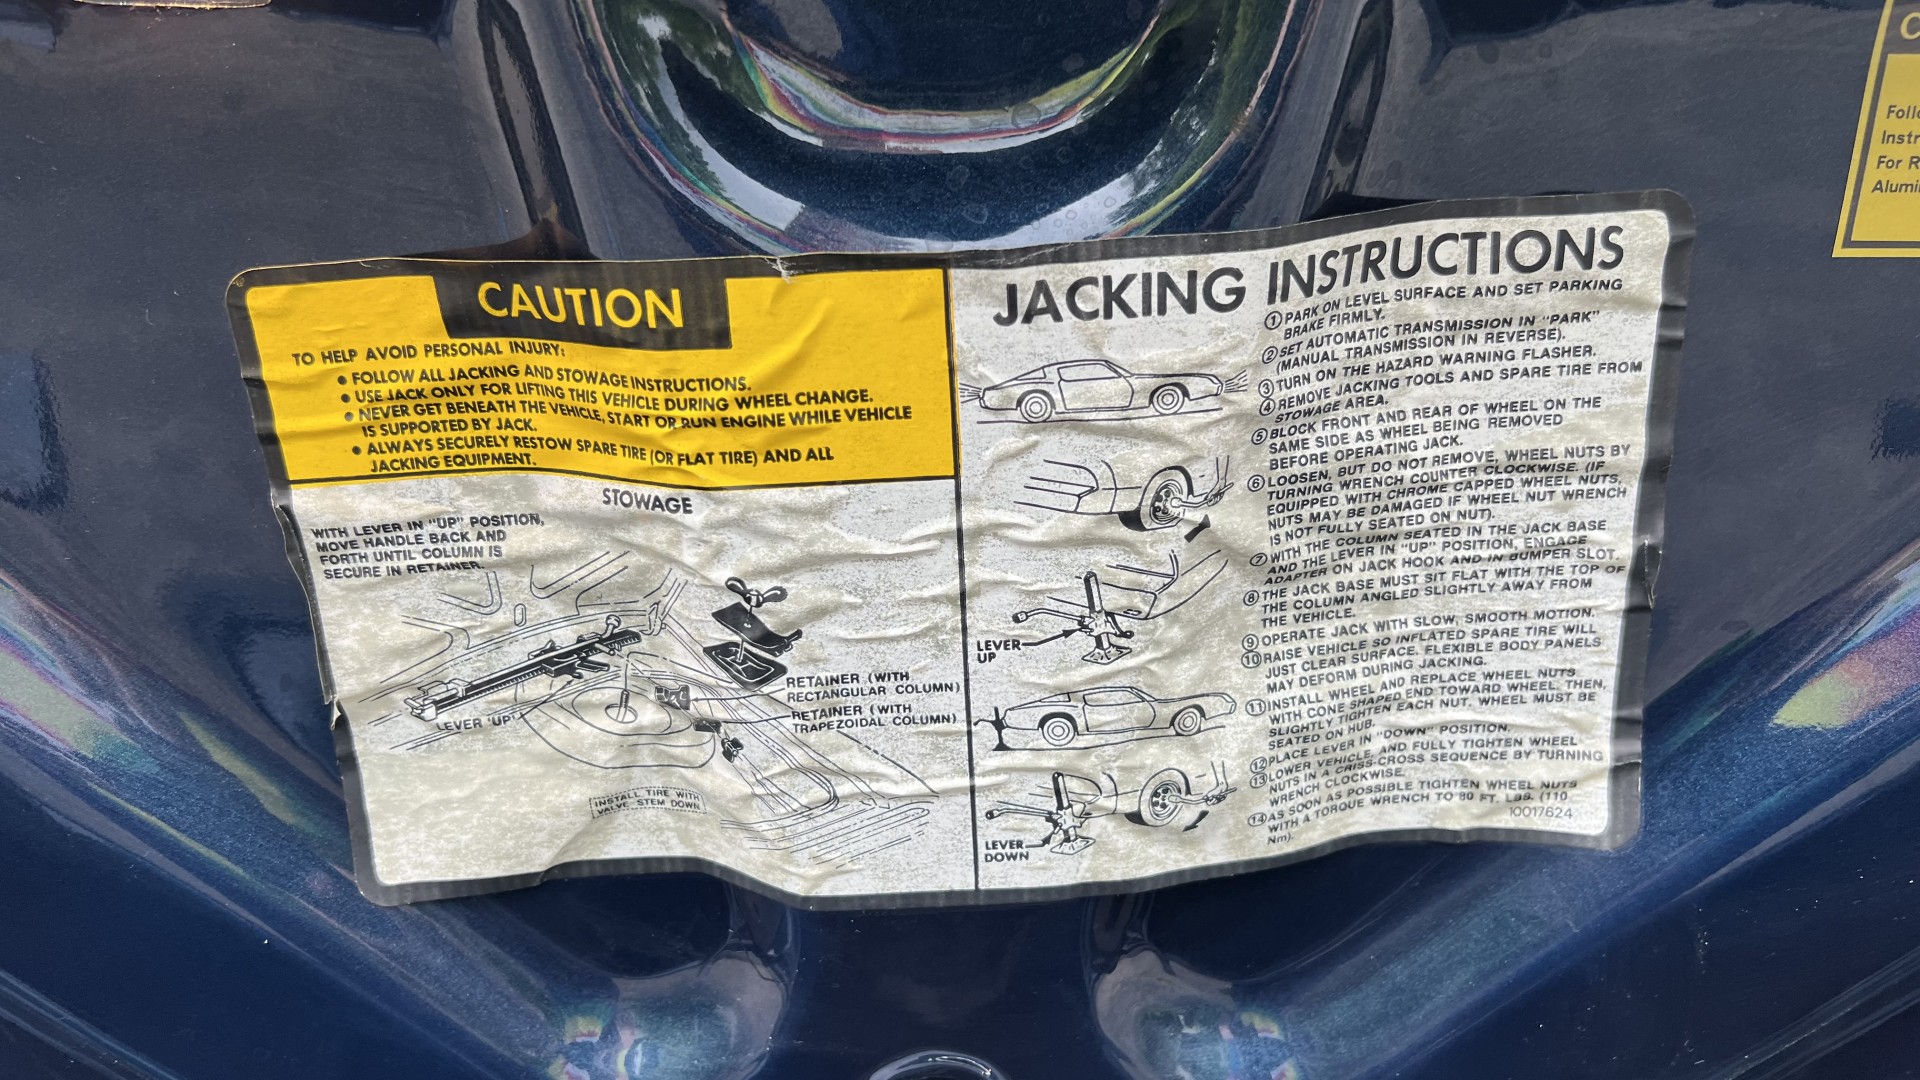 CAUTION
TO HELP AVOID PERSONAL INJURY:
• FOLLOW ALL JACKING AND STOWAGE INSTRUCTIONS.
• USE JACK ONLY FOR LIFTING THIS VEHICLE DURING WHEEL CHANGE.
• NEVER GET BENEATH THE VEHICLE, START OR RUN ENGINE WHILE VEHICLE
IS SUPPORTED BY JACK.
• ALWAYS SECURELY RESTOW SPARE TIRE (OR FLAT TIRE) AND ALL
JACKING EQUIPMENT.
STOWAGE
WITH LEVER IN "UP" POSITION,
MOVE HANDLE BACK AND
FORTH UNTIL COLUMN IS
SECURE IN RETAINER.
RETAINER (WITH
RECTANGULAR COLUMN)
RETAINER (WITH
TRAPEZOIDAL COLUMN)
LEVER "UP"
INSTALL TIRE WITH
VALVE STEM DOWN
JACKING INSTRUCTIONS
① PARK ON LEVEL SURFACE AND SET PARKING
BRAKE FIRMLY.
② SET AUTOMATIC TRANSMISSION IN "PARK"
(MANUAL TRANSMISSION IN REVERSE).
③ TURN ON THE HAZARD WARNING FLASHER.
④ REMOVE JACKING TOOLS AND SPARE TIRE FROM
STOWAGE AREA.
⑤ BLOCK FRONT AND REAR OF WHEEL ON THE
SAME SIDE AS WHEEL BEING REMOVED
BEFORE OPERATING JACK.
⑥ LOOSEN, BUT DO NOT REMOVE, WHEEL NUTS BY
TURNING WRENCH COUNTER CLOCKWISE. (IF
EQUIPPED WITH CHROME CAPPED WHEEL NUTS,
NUTS MAY BE DAMAGED IF WHEEL NUT WRENCH
IS NOT FULLY SEATED ON NUT).
⑦ WITH THE COLUMN SEATED IN THE JACK BASE
AND THE LEVER IN "UP" POSITION, ENGAGE
ADAPTER ON JACK HOOK AND IN BUMPER SLOT.
⑧ THE JACK BASE MUST SIT FLAT WITH THE TOP OF
THE COLUMN ANGLED SLIGHTLY AWAY FROM
THE VEHICLE.
⑨ OPERATE JACK WITH SLOW, SMOOTH MOTION.
⑩ RAISE VEHICLE SO INFLATED SPARE TIRE WILL
JUST CLEAR SURFACE. FLEXIBLE BODY PANELS
MAY DEFORM DURING JACKING.
⑪ INSTALL WHEEL AND REPLACE WHEEL NUTS
WITH CONE SHAPED END TOWARD WHEEL, THEN,
SLIGHTLY TIGHTEN EACH NUT. WHEEL MUST BE
SEATED ON HUB.
⑫ PLACE LEVER IN "DOWN" POSITION.
⑬ LOWER VEHICLE, AND FULLY TIGHTEN WHEEL
NUTS IN A CRISS-CROSS SEQUENCE BY TURNING
WRENCH CLOCKWISE.
⑭ AS SOON AS POSSIBLE TIGHTEN WHEEL NUTS
WITH A TORQUE WRENCH TO 80 FT. LBS. (110
Nm).
10017624
LEVER
UP
LEVER
DOWN
C
Follo
Instr
For R
Alumi